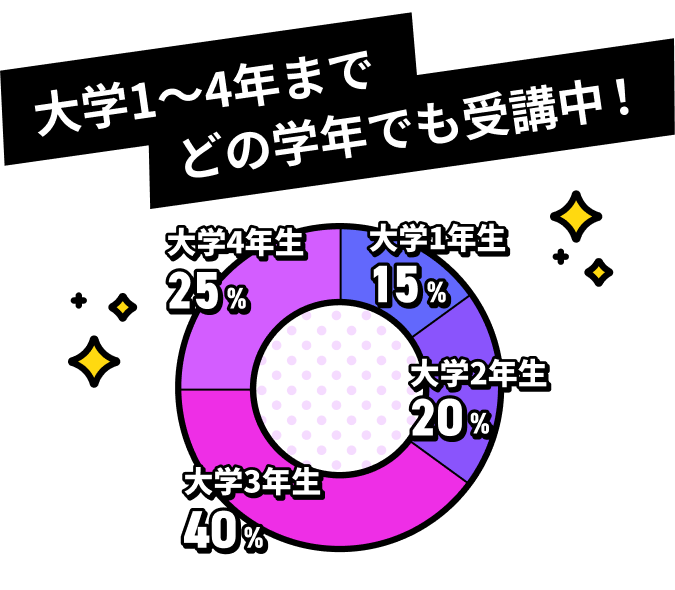 大学1〜4年まで
どの学年でも受講中！
大学4年生
25%
大学1年生
15%
大学2年生
20%
大学3年生
40%